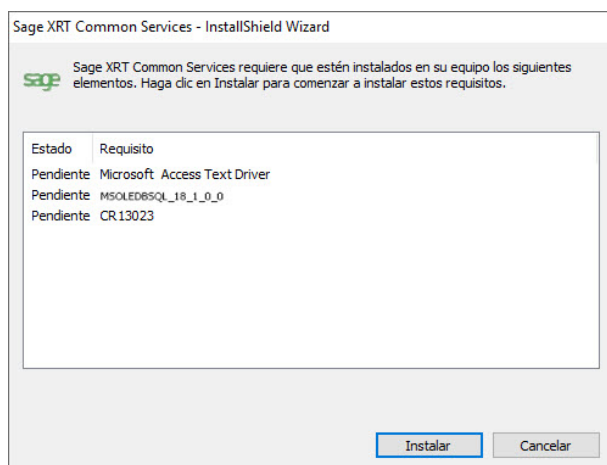 Sage XRT Common Services - InstallShield Wizard
sage
Sage XRT Common Services requiere que estén instalados en su equipo los siguientes
elementos. Haga clic en Instalar para comenzar a instalar estos requisitos.
Estado Requisito
Pendiente Microsoft Access Text Driver
Pendiente MSOLEDBSQL_18_1_0_0
Pendiente CR13023
Instalar Cancelar